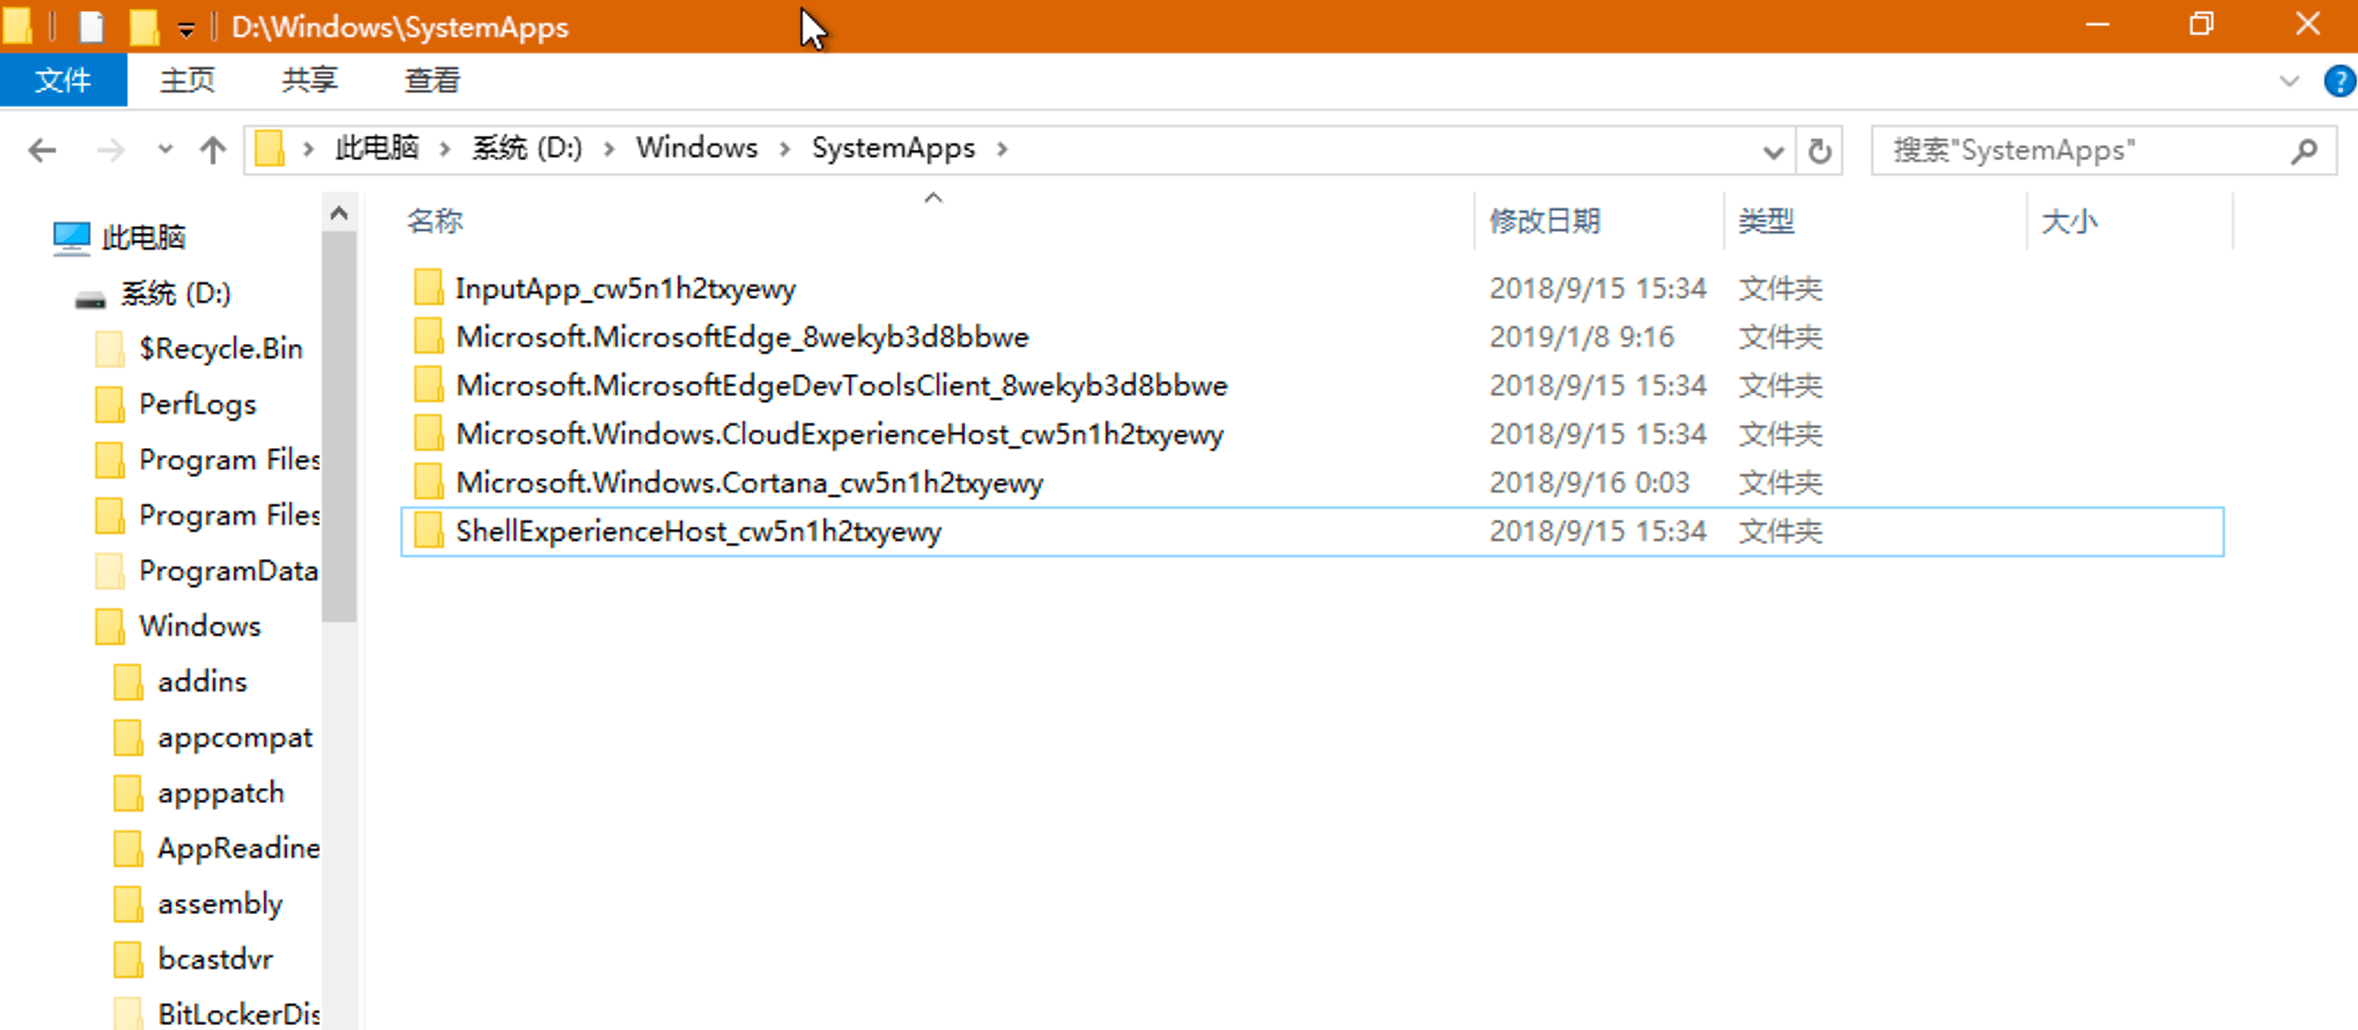 D:\Windows\SystemApps
文件 主页 共享 查看
此电脑 系统 (D:) Windows SystemApps 搜索"SystemApps"
名称 修改日期 类型 大小
此电脑
系统 (D:)
$Recycle.Bin
PerfLogs
Program Files
Program Files
ProgramData
Windows
addins
appcompat
apppatch
AppReadine
assembly
bcastdvr
BitLockerDis
InputApp_cw5n1h2txyewy 2018/9/15 15:34 文件夹
Microsoft.MicrosoftEdge_8wekyb3d8bbwe 2019/1/8 9:16 文件夹
Microsoft.MicrosoftEdgeDevToolsClient_8wekyb3d8bbwe 2018/9/15 15:34 文件夹
Microsoft.Windows.CloudExperienceHost_cw5n1h2txyewy 2018/9/15 15:34 文件夹
Microsoft.Windows.Cortana_cw5n1h2txyewy 2018/9/16 0:03 文件夹
ShellExperienceHost_cw5n1h2txyewy 2018/9/15 15:34 文件夹